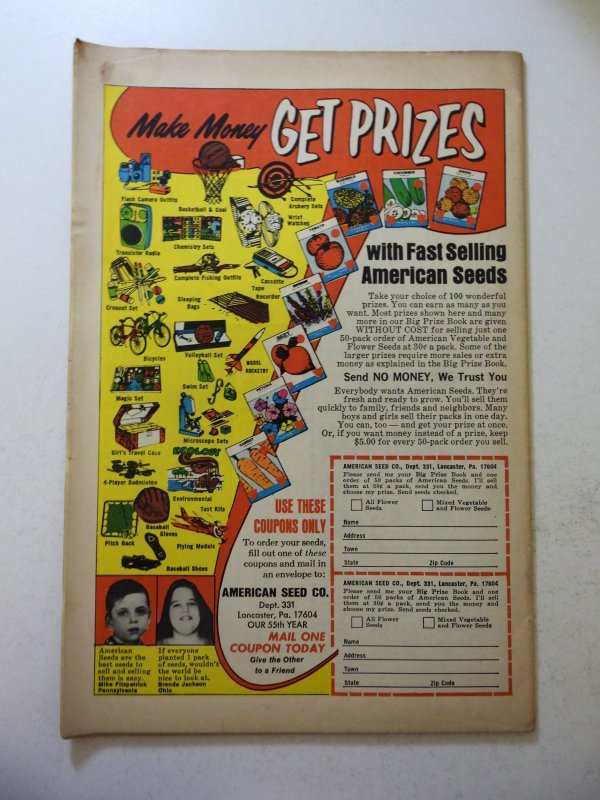 Make Money GET PRIZES
Flash Camera Outfits
Basketball & Goal
Complete
Archery Sets
Wrist
Watches
Transistor Radio
Chemistry Sets
Complete Fishing Outfits
Cassette
Tape
Recorder
Croquet Set
Sleeping
Bags
Bicycles
Volleyball Set
MODEL
ROCKETRY
Magic Set
Swim Set
Girl's Travel Case
Microscope Sets
ECOLOGY
4-Player Badminton
Environmental
Test Kits
Baseball
Gloves
Pitch Back
Flying Models
Baseball Shoes
CUCUMBER
TOMATO
BEET
CARROT
with Fast Selling
American Seeds
Take your choice of 100 wonderful
prizes. You can earn as many as you
want. Most prizes shown here and many
more in our Big Prize Book are given
WITHOUT COST for selling just one
50-pack order of American Vegetable and
Flower Seeds at 30¢ a pack. Some of the
larger prizes require more sales or extra
money as explained in the Big Prize Book.
Send NO MONEY, We Trust You
Everybody wants American Seeds. They're
fresh and ready to grow. You'll sell them
quickly to family, friends and neighbors. Many
boys and girls sell their packs in one day.
You can, too — and get your prize at once.
Or, if you want money instead of a prize, keep
$5.00 for every 50-pack order you sell.
USE THESE
COUPONS ONLY
To order your seeds,
fill out one of these
coupons and mail in
an envelope to:
AMERICAN SEED CO.
Dept. 331
Lancaster, Pa. 17604
OUR 55th YEAR
MAIL ONE
COUPON TODAY
Give the Other
to a Friend
American
Seeds are the
best seeds to
sell and selling
them is easy.
Mike Fitzpatrick
Pennsylvania
If everyone
planted 1 pack
of seeds, wouldn't
the world be
nice to look at.
Brenda Jackson
Ohio
AMERICAN SEED CO., Dept. 331, Lancaster, Pa. 17604
Please send me your Big Prize Book and one
order of 50 packs of American Seeds. I'll sell
them at 30¢ a pack, send you the money and
choose my prize. Send seeds checked.
All Flower
Seeds
Mixed Vegetable
and Flower Seeds
Name
Address
Town
State Zip Code
AMERICAN SEED CO., Dept. 331, Lancaster, Pa. 17604
Please send me your Big Prize Book and one
order of 50 packs of American Seeds. I'll sell
them at 30¢ a pack, send you the money and
choose my prize. Send seeds checked.
All Flower
Seeds
Mixed Vegetable
and Flower Seeds
Name
Address
Town
State Zip Code